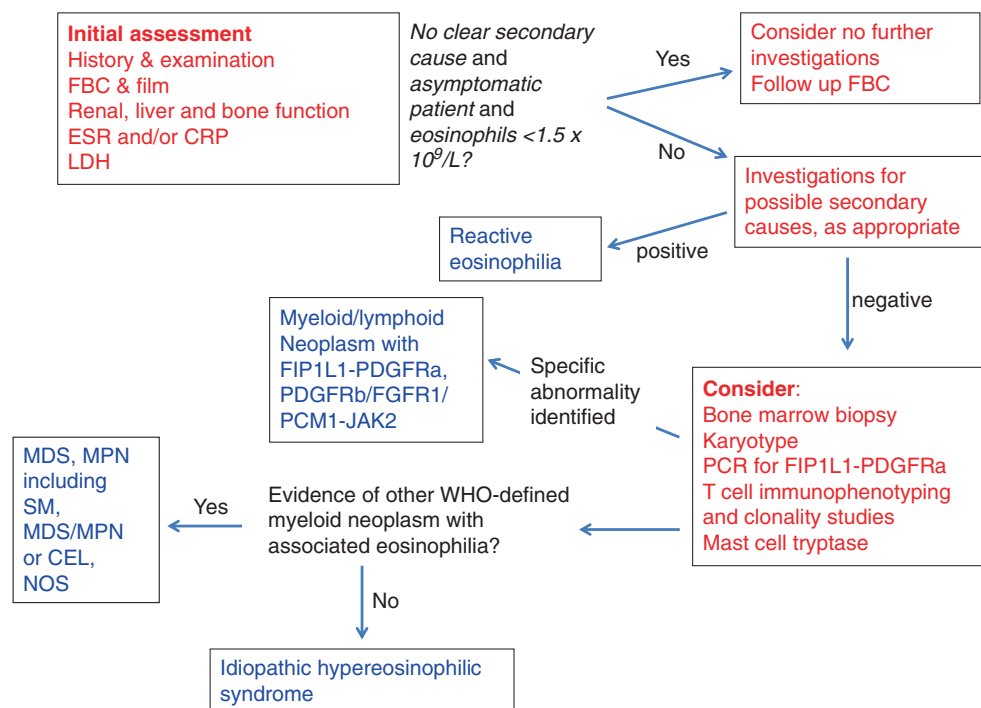 Initial assessment
History & examination
FBC & film
Renal, liver and bone function
ESR and/or CRP
LDH
No clear secondary
cause and
asymptomatic
patient and
eosinophils <1.5 x
10⁹/L?
Yes
Consider no further
investigations
Follow up FBC
No
Investigations for
possible secondary
causes, as appropriate
positive
Reactive
eosinophilia
negative
Consider:
Bone marrow biopsy
Karyotype
PCR for FIP1L1-PDGFRa
T cell immunophenotyping
and clonality studies
Mast cell tryptase
Specific
abnormality
identified
Myeloid/lymphoid
Neoplasm with
FIP1L1-PDGFRa,
PDGFRb/FGFR1/
PCM1-JAK2
Evidence of other WHO-defined
myeloid neoplasm with
associated eosinophilia?
Yes
MDS, MPN
including
SM,
MDS/MPN
or CEL,
NOS
No
Idiopathic hypereosinophilic
syndrome